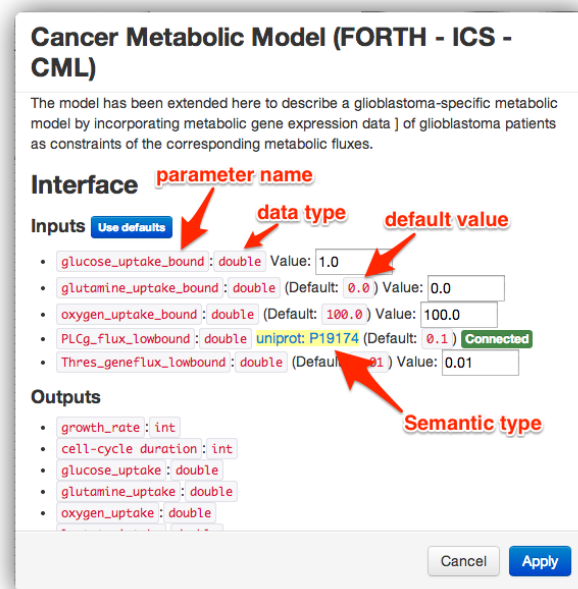 Cancer Metabolic Model (FORTH - ICS -
CML)
The model has been extended here to describe a glioblastoma-specific metabolic
model by incorporating metabolic gene expression data ] of glioblastoma patients
as constraints of the corresponding metabolic fluxes.
Interface
parameter name
data type
default value
Inputs Use defaults
glucose_uptake_bound : double Value: 1.0
glutamine_uptake_bound : double (Default: 0.0 ) Value: 0.0
oxygen_uptake_bound : double (Default: 100.0 ) Value: 100.0
PLCg_flux_lowbound : double uniprot: P19174 (Default: 0.1 ) Connected
Thres_geneflux_lowbound : double (Default: 01 ) Value: 0.01
Semantic type
Outputs
growth_rate : int
cell-cycle duration : int
glucose_uptake : double
glutamine_uptake : double
oxygen_uptake : double
Cancel Apply